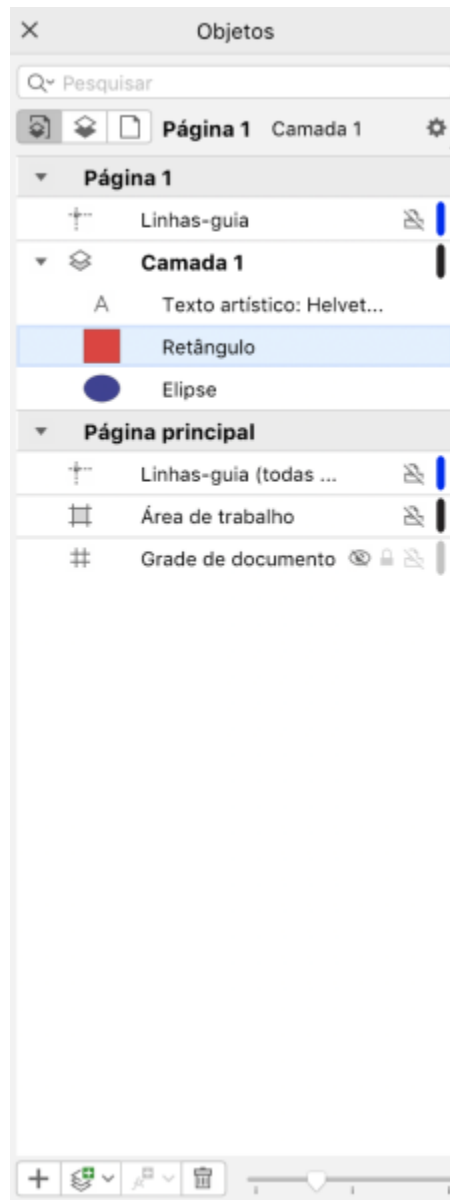 Objetos
Pesquisar
Página 1 Camada 1
Página 1
Linhas-guia
Camada 1
A Texto artístico: Helvet...
Retângulo
Elipse
Página principal
Linhas-guia (todas ...
Área de trabalho
Grade de documento